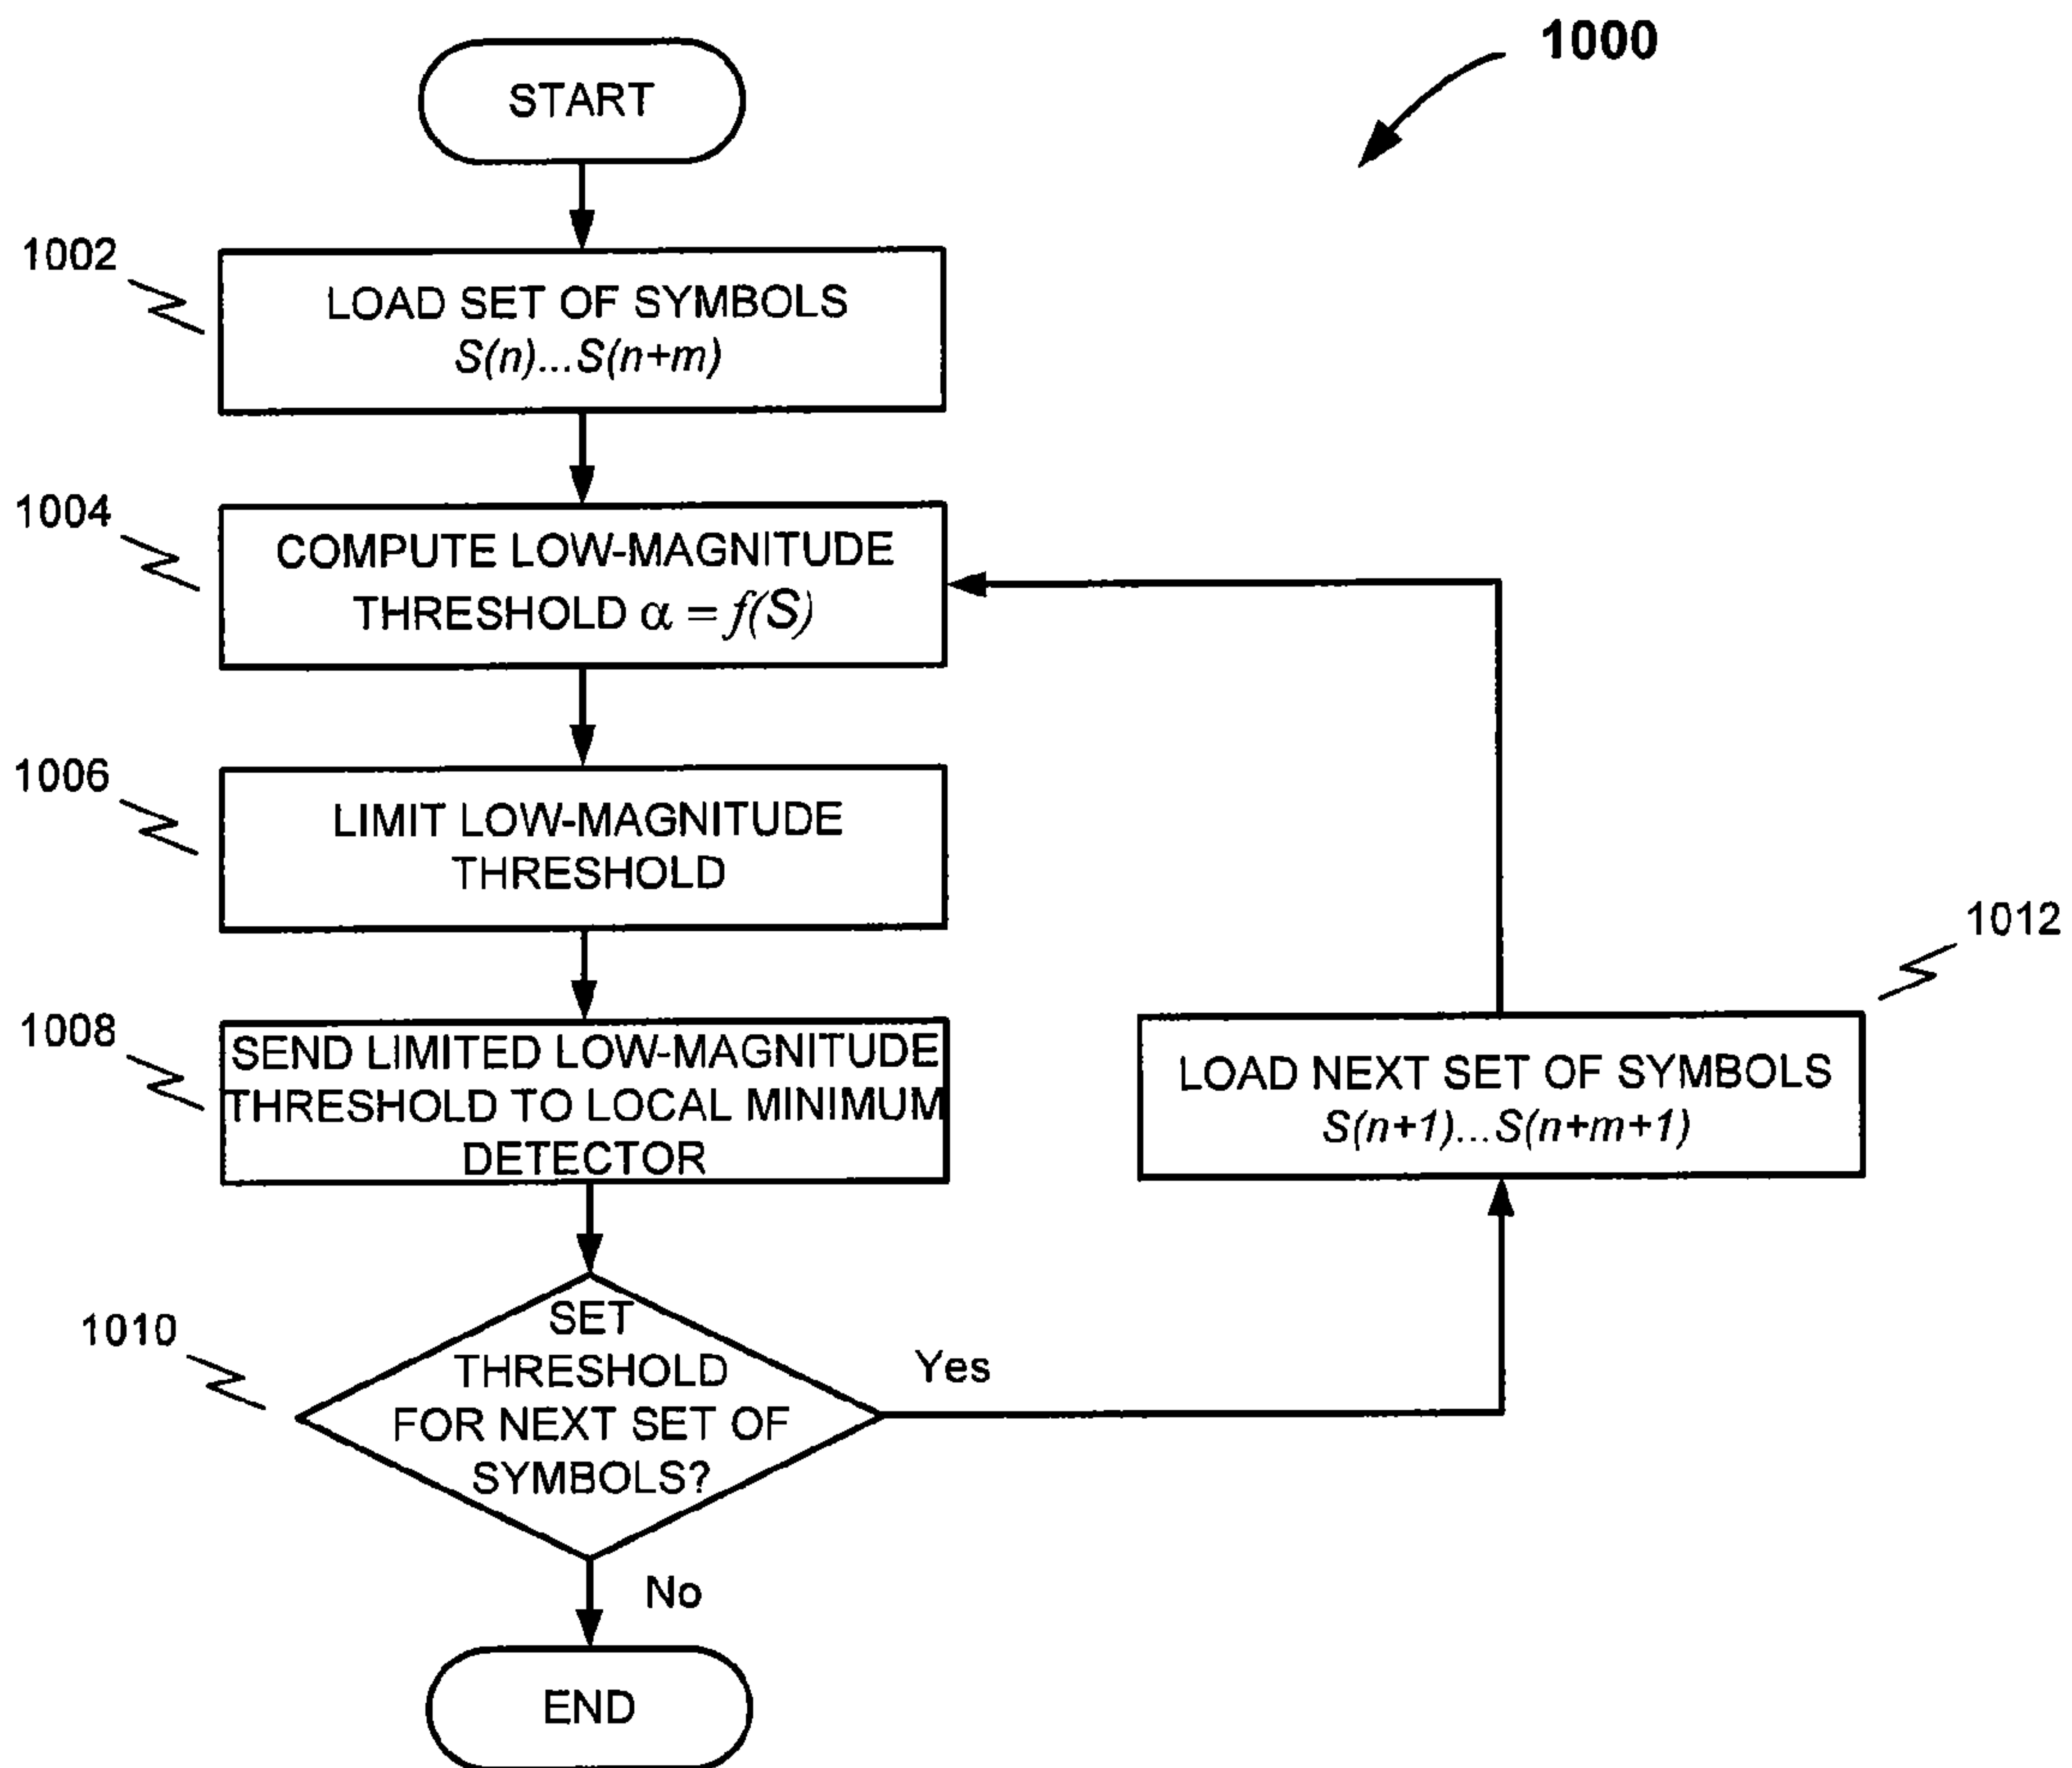 1000
START
1002
LOAD SET OF SYMBOLS
S(n)...S(n+m)
1004
COMPUTE LOW-MAGNITUDE
THRESHOLD α = f(S)
1006
LIMIT LOW-MAGNITUDE
THRESHOLD
1008
SEND LIMITED LOW-MAGNITUDE
THRESHOLD TO LOCAL MINIMUM
DETECTOR
1012
LOAD NEXT SET OF SYMBOLS
S(n+1)...S(n+m+1)
1010
SET
THRESHOLD
FOR NEXT SET OF
SYMBOLS?
Yes
No
END